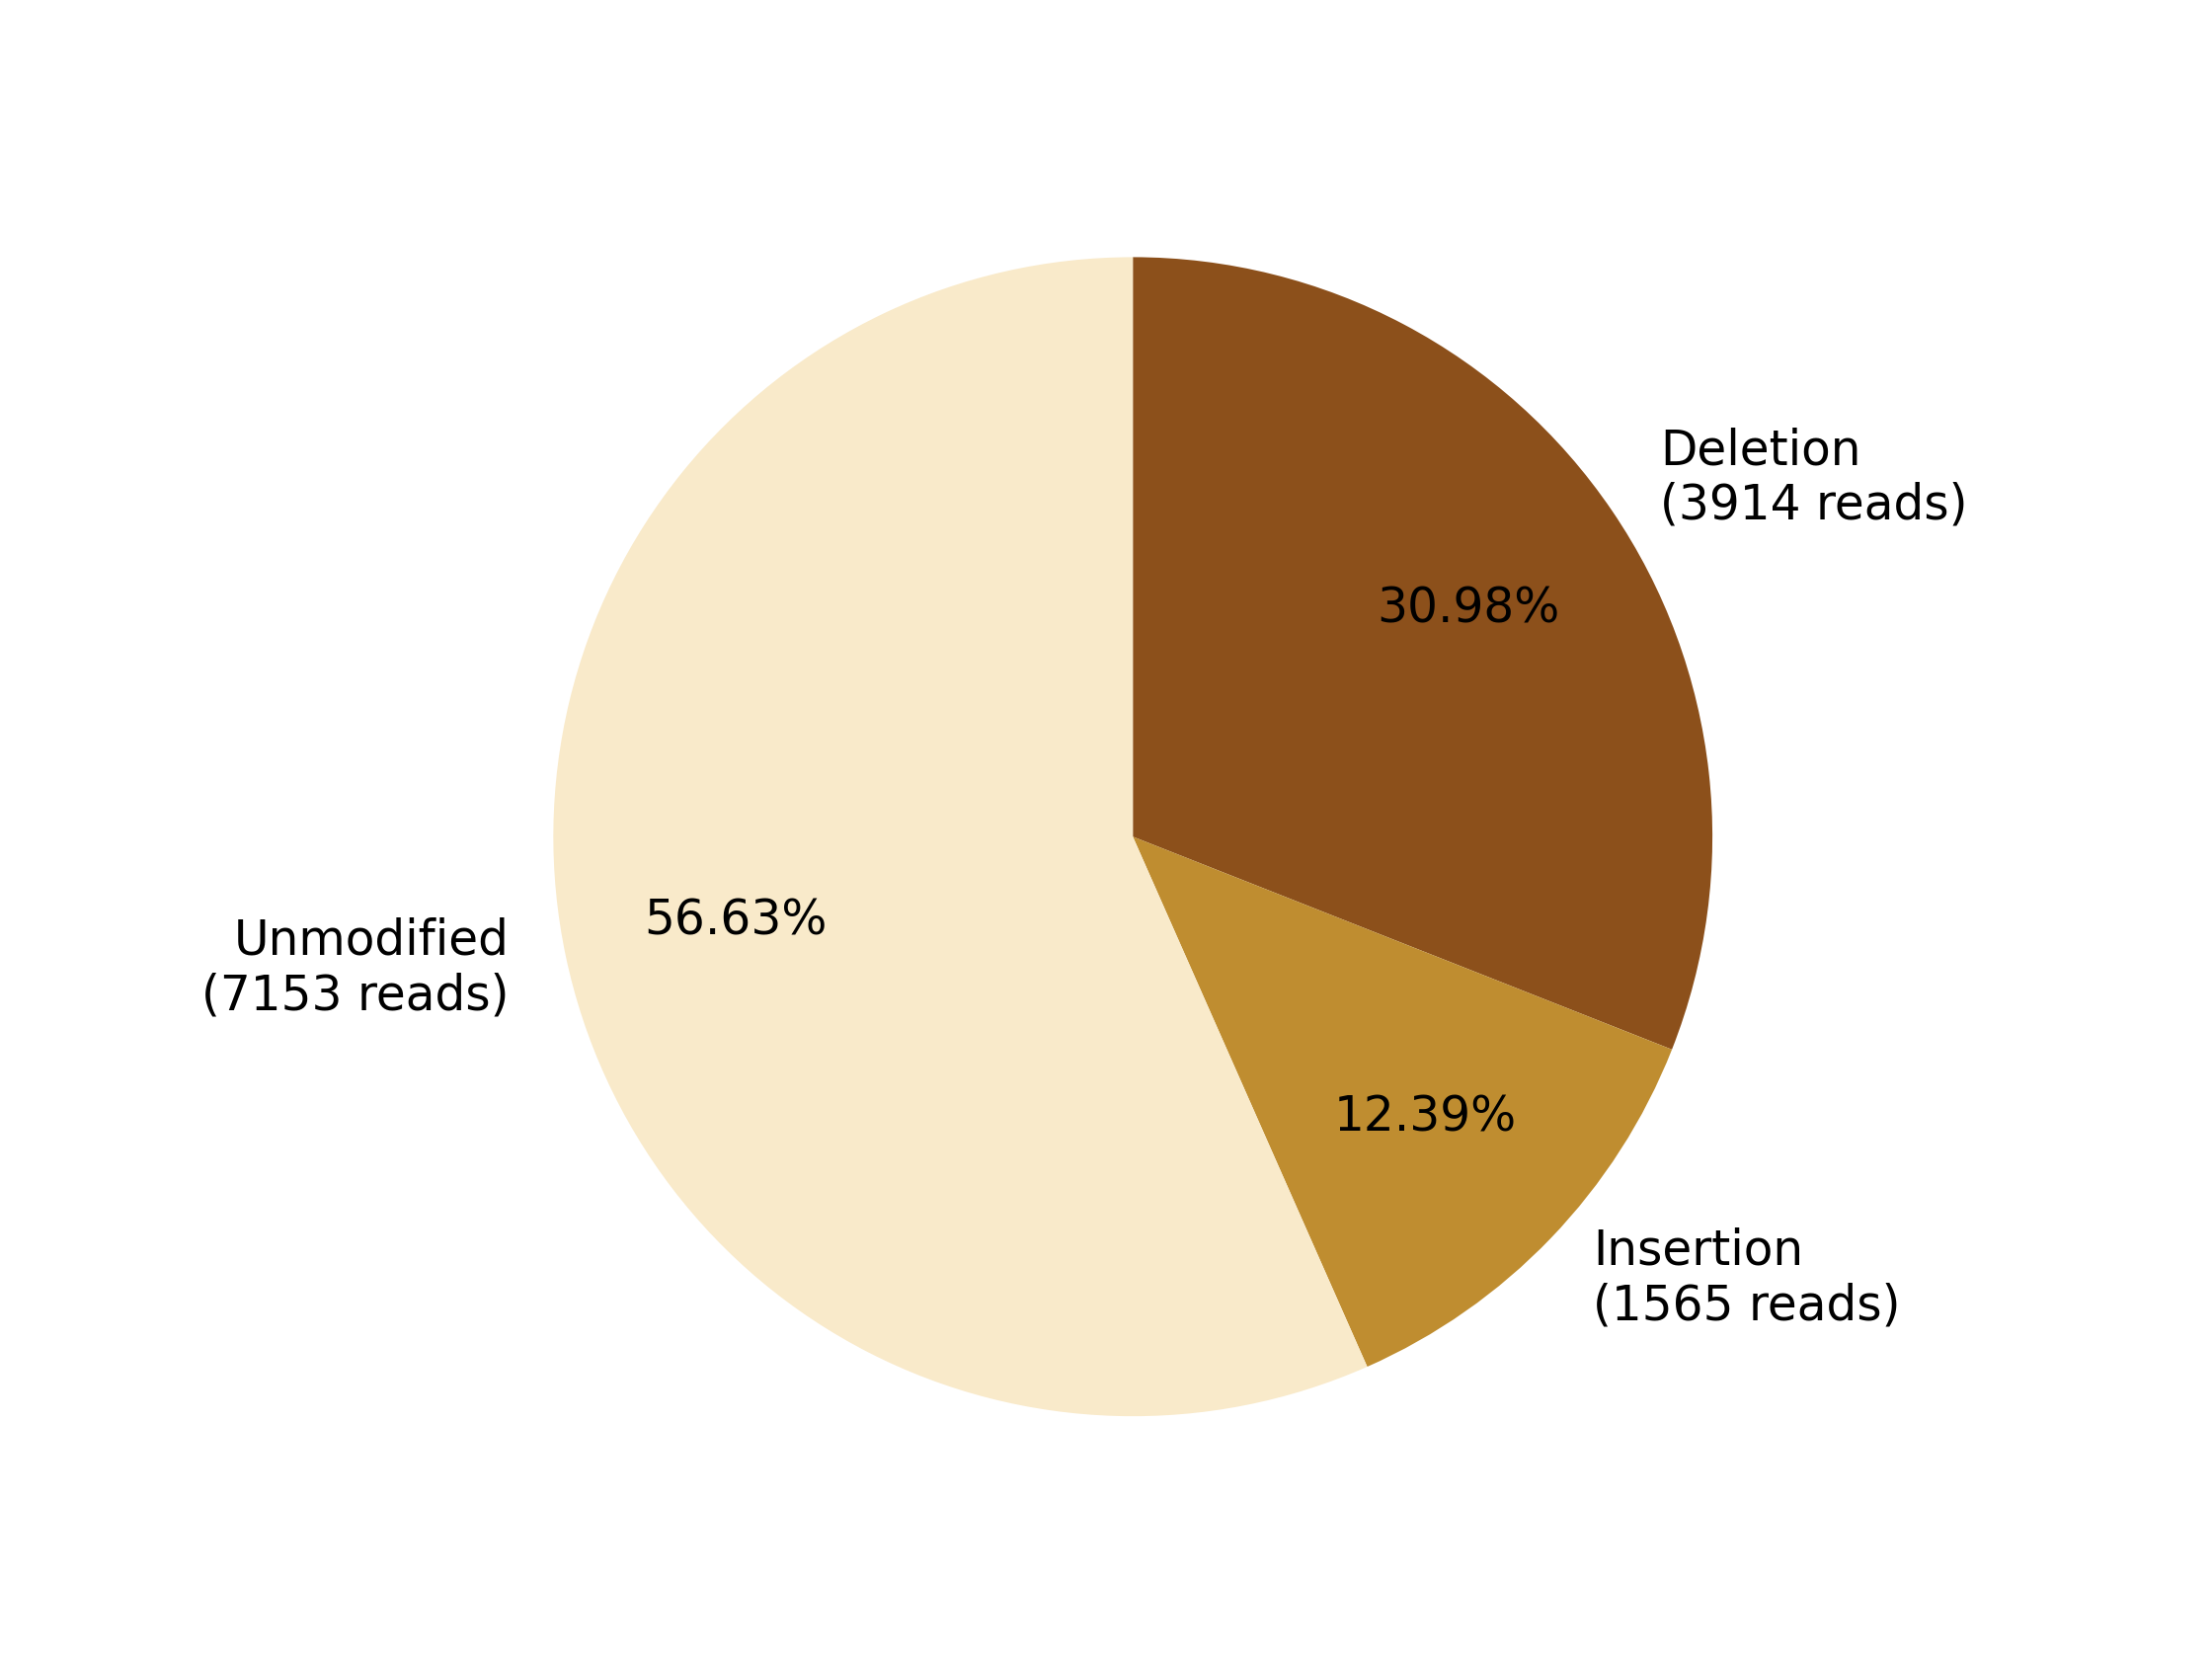 Deletion
(3914 reads)
30.98%
56.63%
Unmodified
(7153 reads)
12.39%
Insertion
(1565 reads)